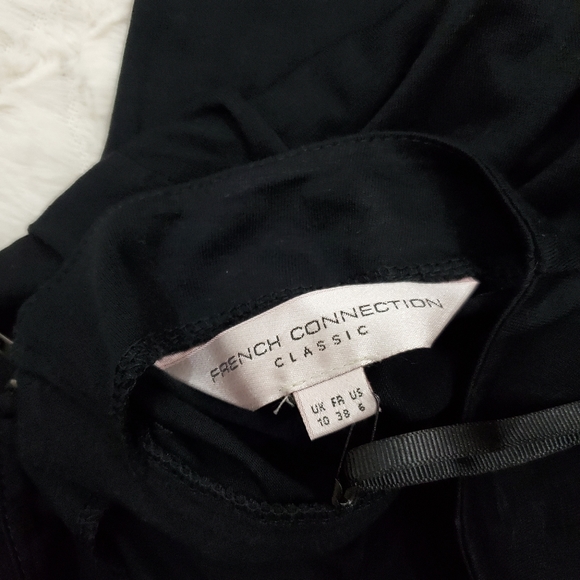 FRENCH CONNECTION
CLASSIC
UK FR US
10 38 6